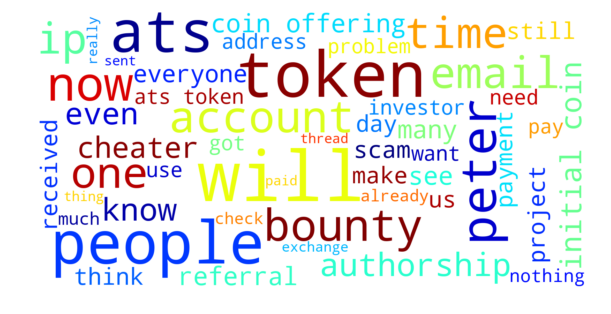 ip
ats
coin offering
time
still
really
address
problem
sent
now
everyone
token
email
ats token
investor
need
even
account
day
many
coin
received
cheater
got
thread
scam
want
peter
payment
pay
one
use
will
make
see
us
project
initial
much
know
thing
paid
already
bounty
check
people
exchange
think
referral
authorship
nothing